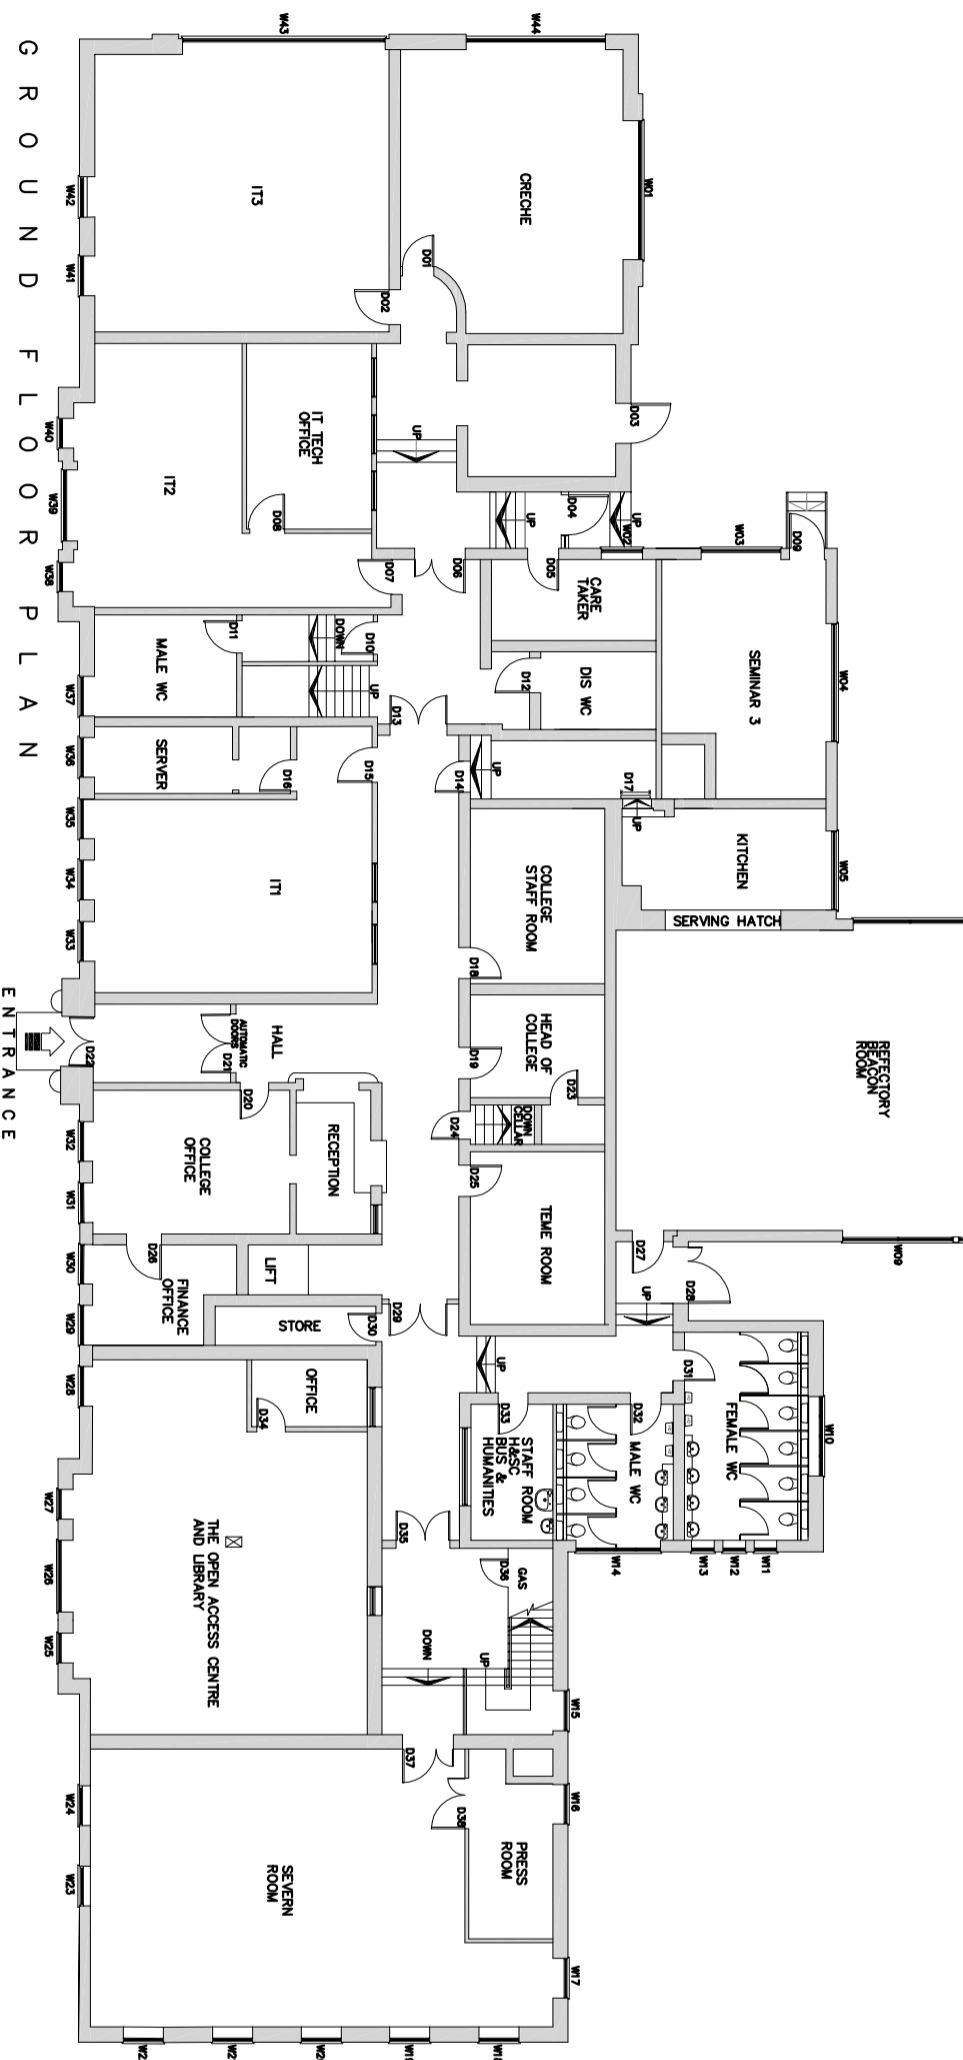 GROUND FLOOR PLAN
ENTRANCE
W43
W44
W01
W42
W41
IT3
CRECHE
D01
D02
D03
W40
W39
W38
IT2
IT TECH
OFFICE
D08
D07
UP
UP
D04
UP
W02
W03
D09
D06
D05
CARE
TAKER
W04
SEMINAR 3
D11
DOWN
D10
MALE WC
UP
D12
DIS WC
W37
D13
W36
SERVER
D16
D15
D14
UP
D17
UP
KITCHEN
W05
W35
W34
W33
IT1
COLLEGE
STAFF ROOM
D18
SERVING HATCH
HALL
AUTOMATIC
DOORS
D21
D22
D20
D19
HEAD OF
COLLEGE
D23
REFECTORY
BEACON
ROOM
W32
W31
COLLEGE
OFFICE
RECEPTION
D24
DOWN
CELLAR
D25
TEME ROOM
D27
D28
W09
W30
W29
D26
FINANCE
OFFICE
LIFT
STORE
D30
D29
UP
W28
OFFICE
D34
UP
D33
D32
D31
W10
STAFF ROOM
H&SC
BUS &
HUMANITIES
MALE WC
FEMALE WC
W27
W26
W25
THE OPEN ACCESS CENTRE
AND LIBRARY
D35
D36
GAS
W14
W13
W12
W11
DOWN
UP
W15
D37
D38
W16
PRESS
ROOM
W24
W23
SEVERN
ROOM
W17